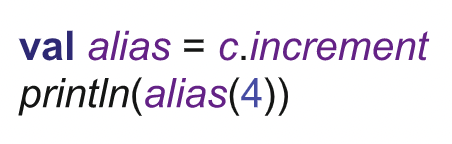 val alias = c.increment
println(alias(4))